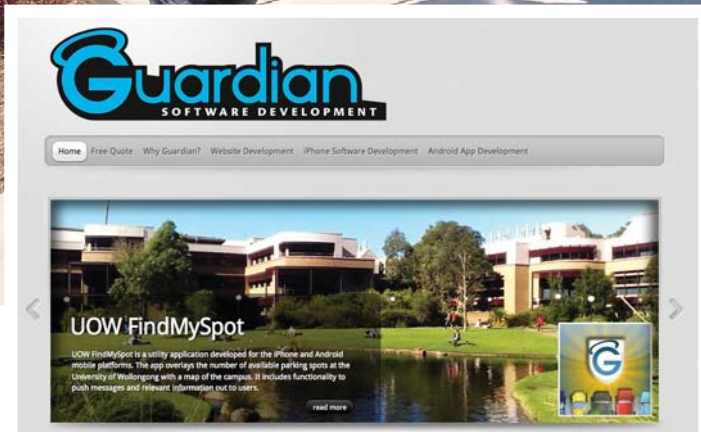 Guardian
SOFTWARE DEVELOPMENT
Home Free Quote Why Guardian? Website Development iPhone Software Development Android App Development
UOW FindMySpot
UOW FindMySpot is a utility application developed for the iPhone and Android
mobile platforms. The app overlays the number of available parking spots at the
University of Wollongong with a map of the campus. It includes functionality to
push messages and relevant information out to users.
read more
G